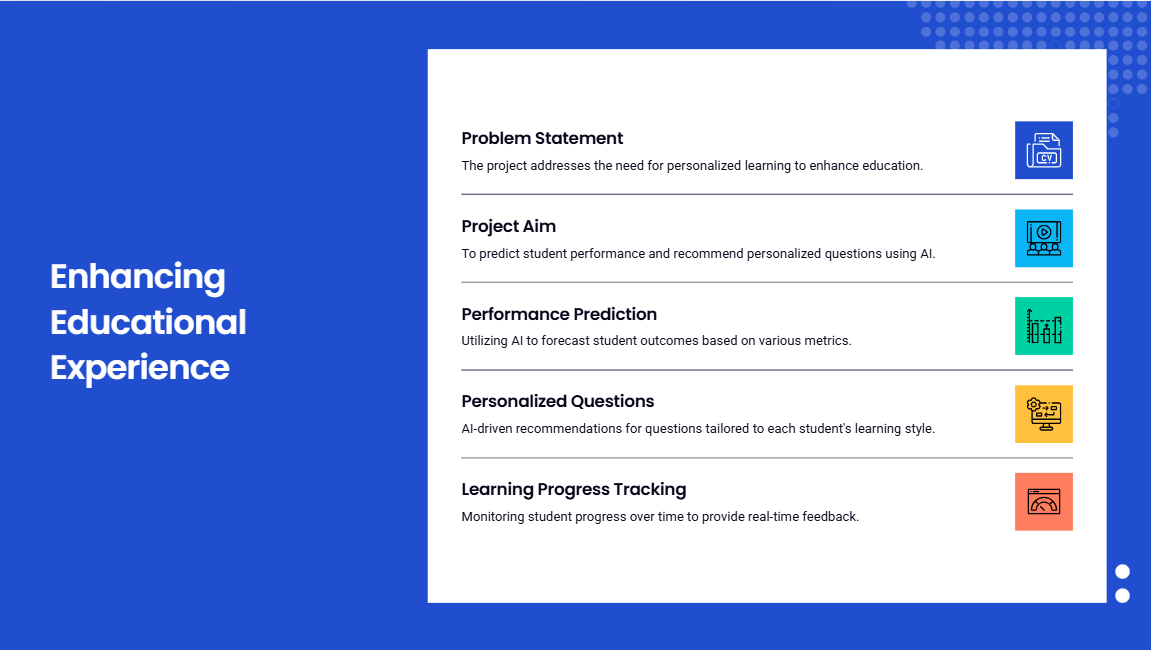 Enhancing
Educational
Experience
Problem Statement
The project addresses the need for personalized learning to enhance education.
CV
Project Aim
To predict student performance and recommend personalized questions using AI.
Performance Prediction
Utilizing AI to forecast student outcomes based on various metrics.
Personalized Questions
AI-driven recommendations for questions tailored to each student's learning style.
Learning Progress Tracking
Monitoring student progress over time to provide real-time feedback.